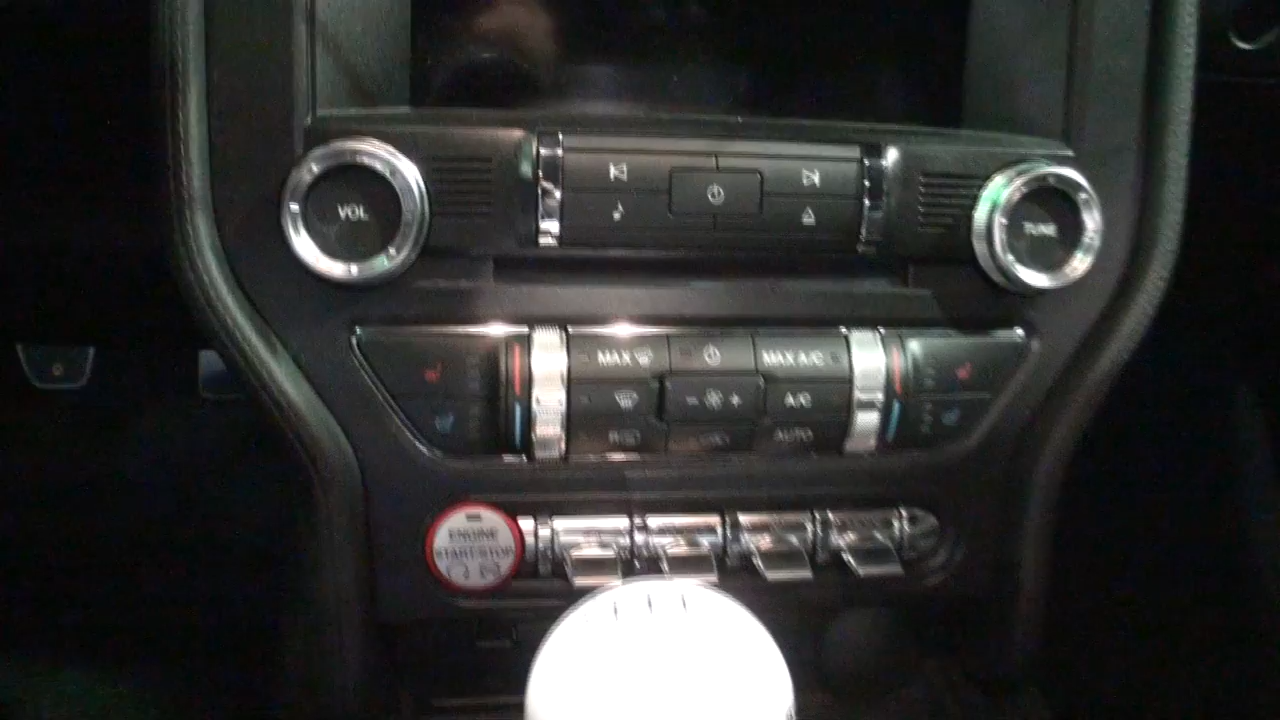 VOL
TUNE
MAX
MAX A/C
A/C
AUTO
ENGINE
START STOP